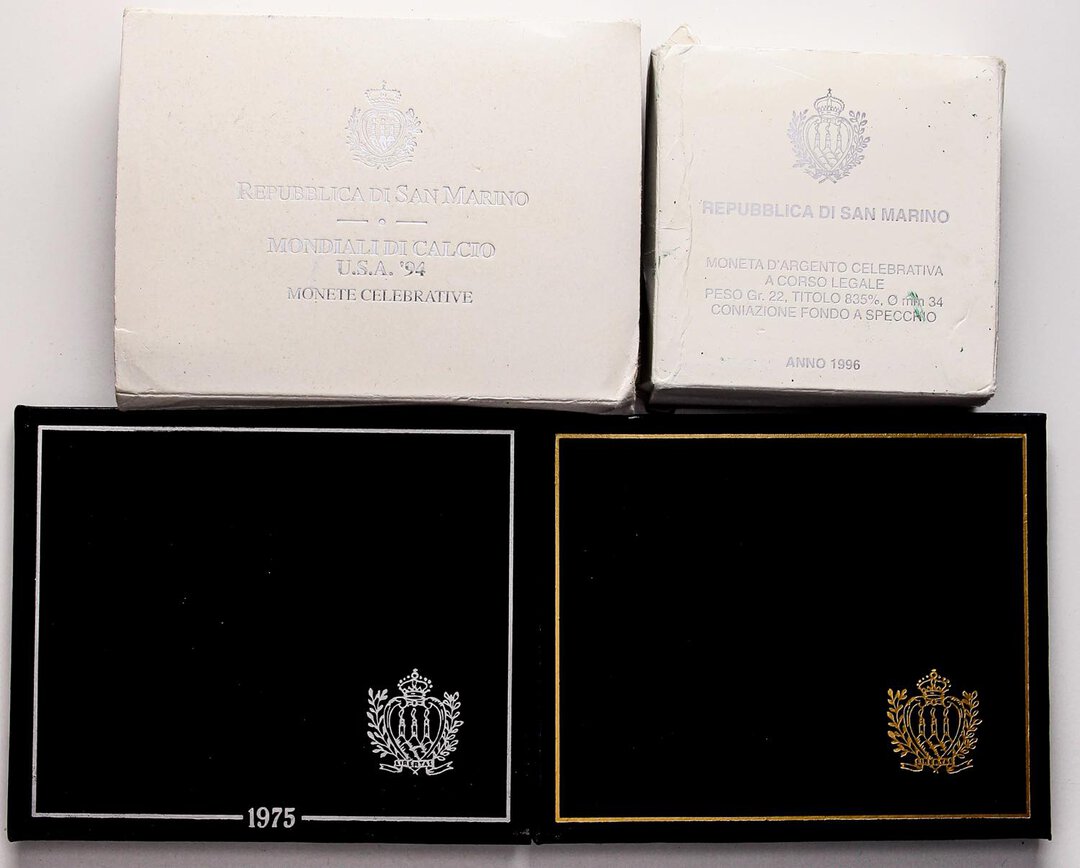 REPUBBLICA DI SAN MARINO
MONDIALI DI CALCIO
U.S.A. '94
MONETE CELEBRATIVE
REPUBBLICA DI SAN MARINO
MONETA D'ARGENTO CELEBRATIVA
A CORSO LEGALE
PESO Gr. 22, TITOLO 835‰, Ø mm 34
CONIAZIONE FONDO A SPECCHIO
ANNO 1996
LIBERTAS
1975
LIBERTAS